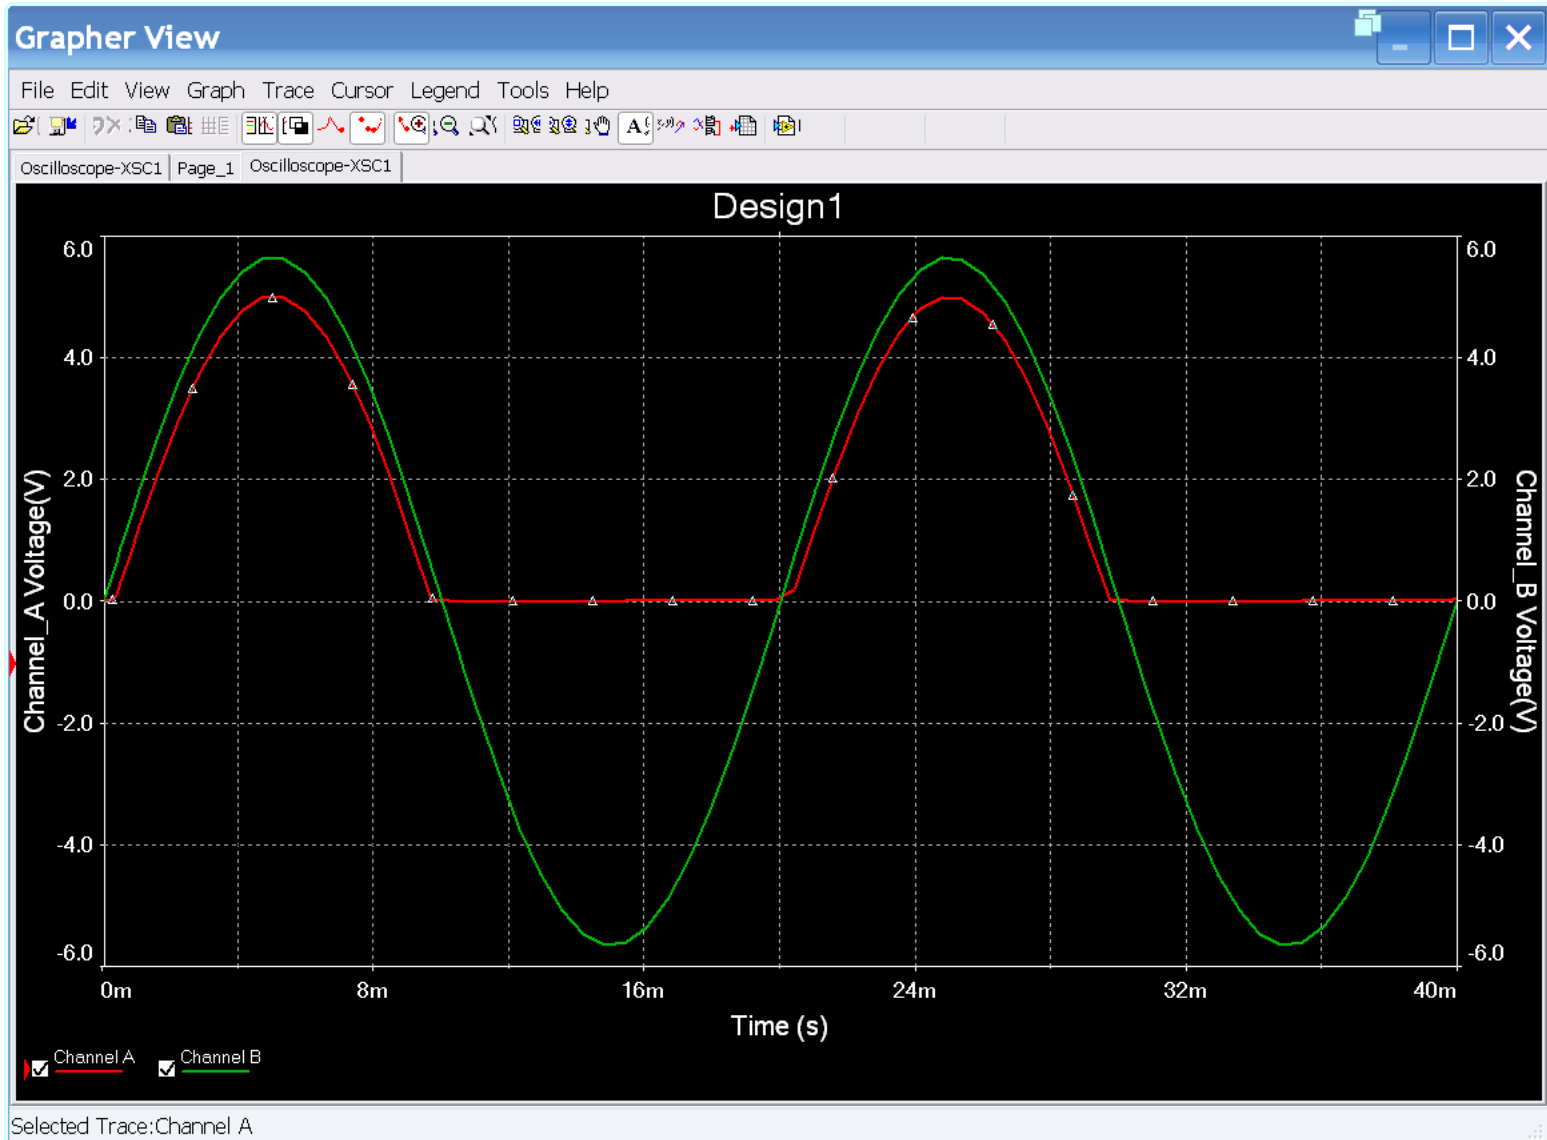 Grapher View
File Edit View Graph Trace Cursor Legend Tools Help
Oscilloscope-XSC1 Page_1 Oscilloscope-XSC1
Design1
6.0 6.0
4.0 4.0
2.0 2.0
0.0 0.0
-2.0 -2.0
-4.0 -4.0
-6.0 -6.0
Channel_A Voltage(V)
Channel_B Voltage(V)
0m 8m 16m 24m 32m 40m
Time (s)
Channel A Channel B
Selected Trace:Channel A